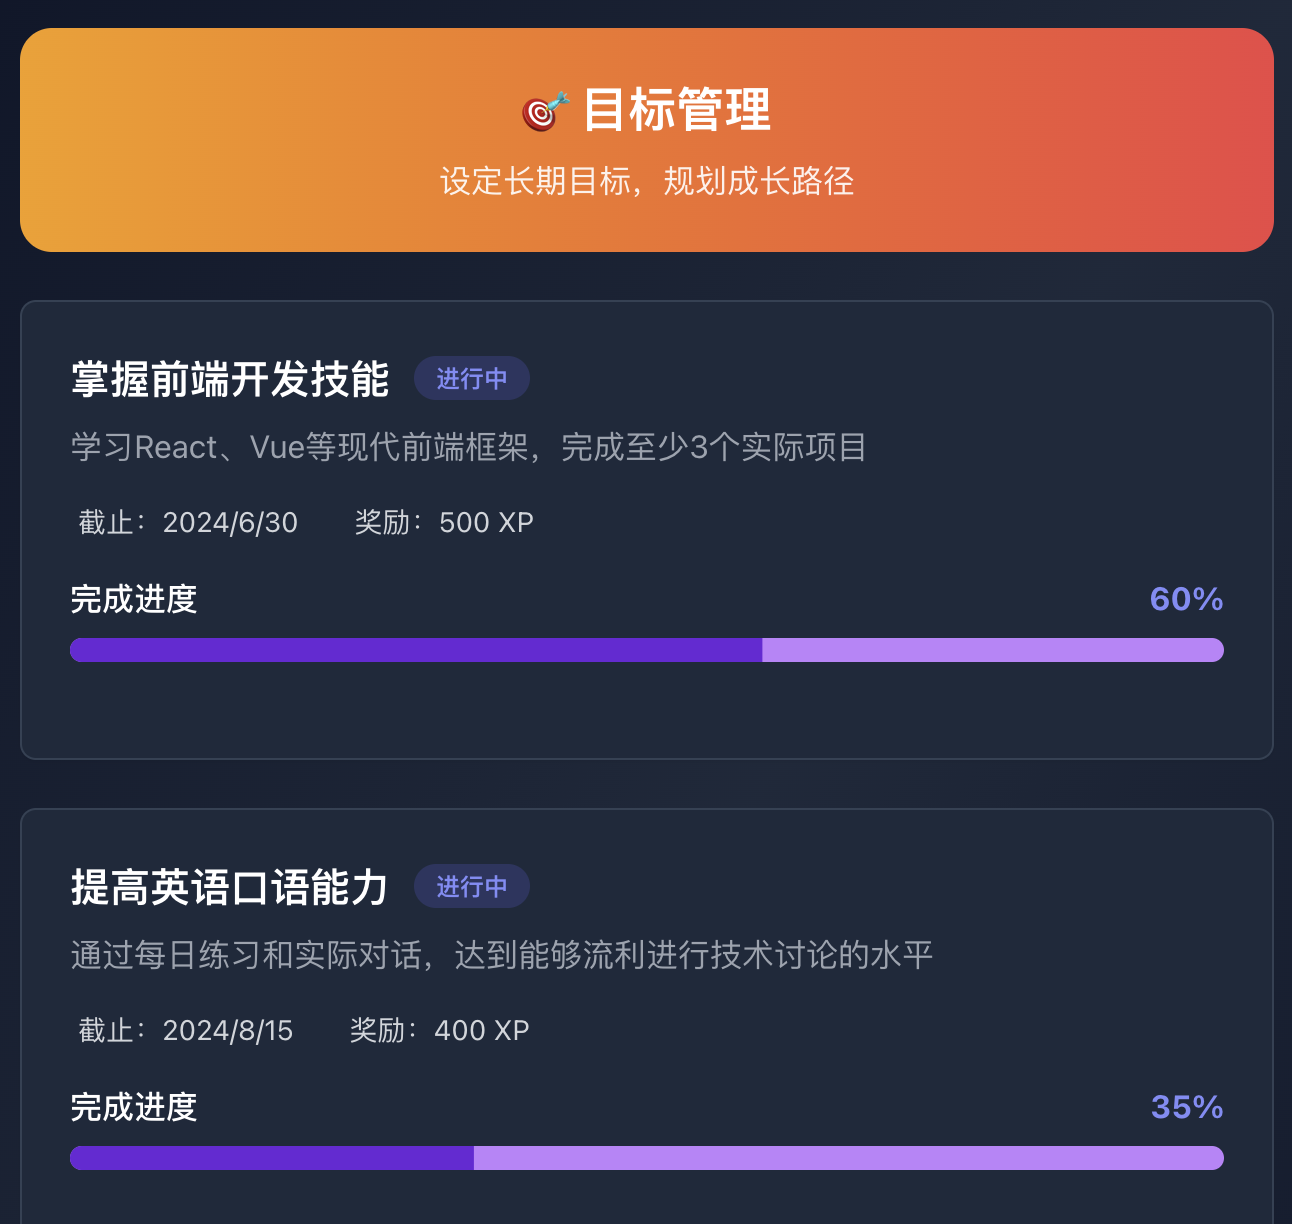 🎯 目标管理
设定长期目标，规划成长路径
掌握前端开发技能 进行中
学习React、Vue等现代前端框架，完成至少3个实际项目
截止：2024/6/30 奖励：500 XP
完成进度 60%
提高英语口语能力 进行中
通过每日练习和实际对话，达到能够流利进行技术讨论的水平
截止：2024/8/15 奖励：400 XP
完成进度 35%